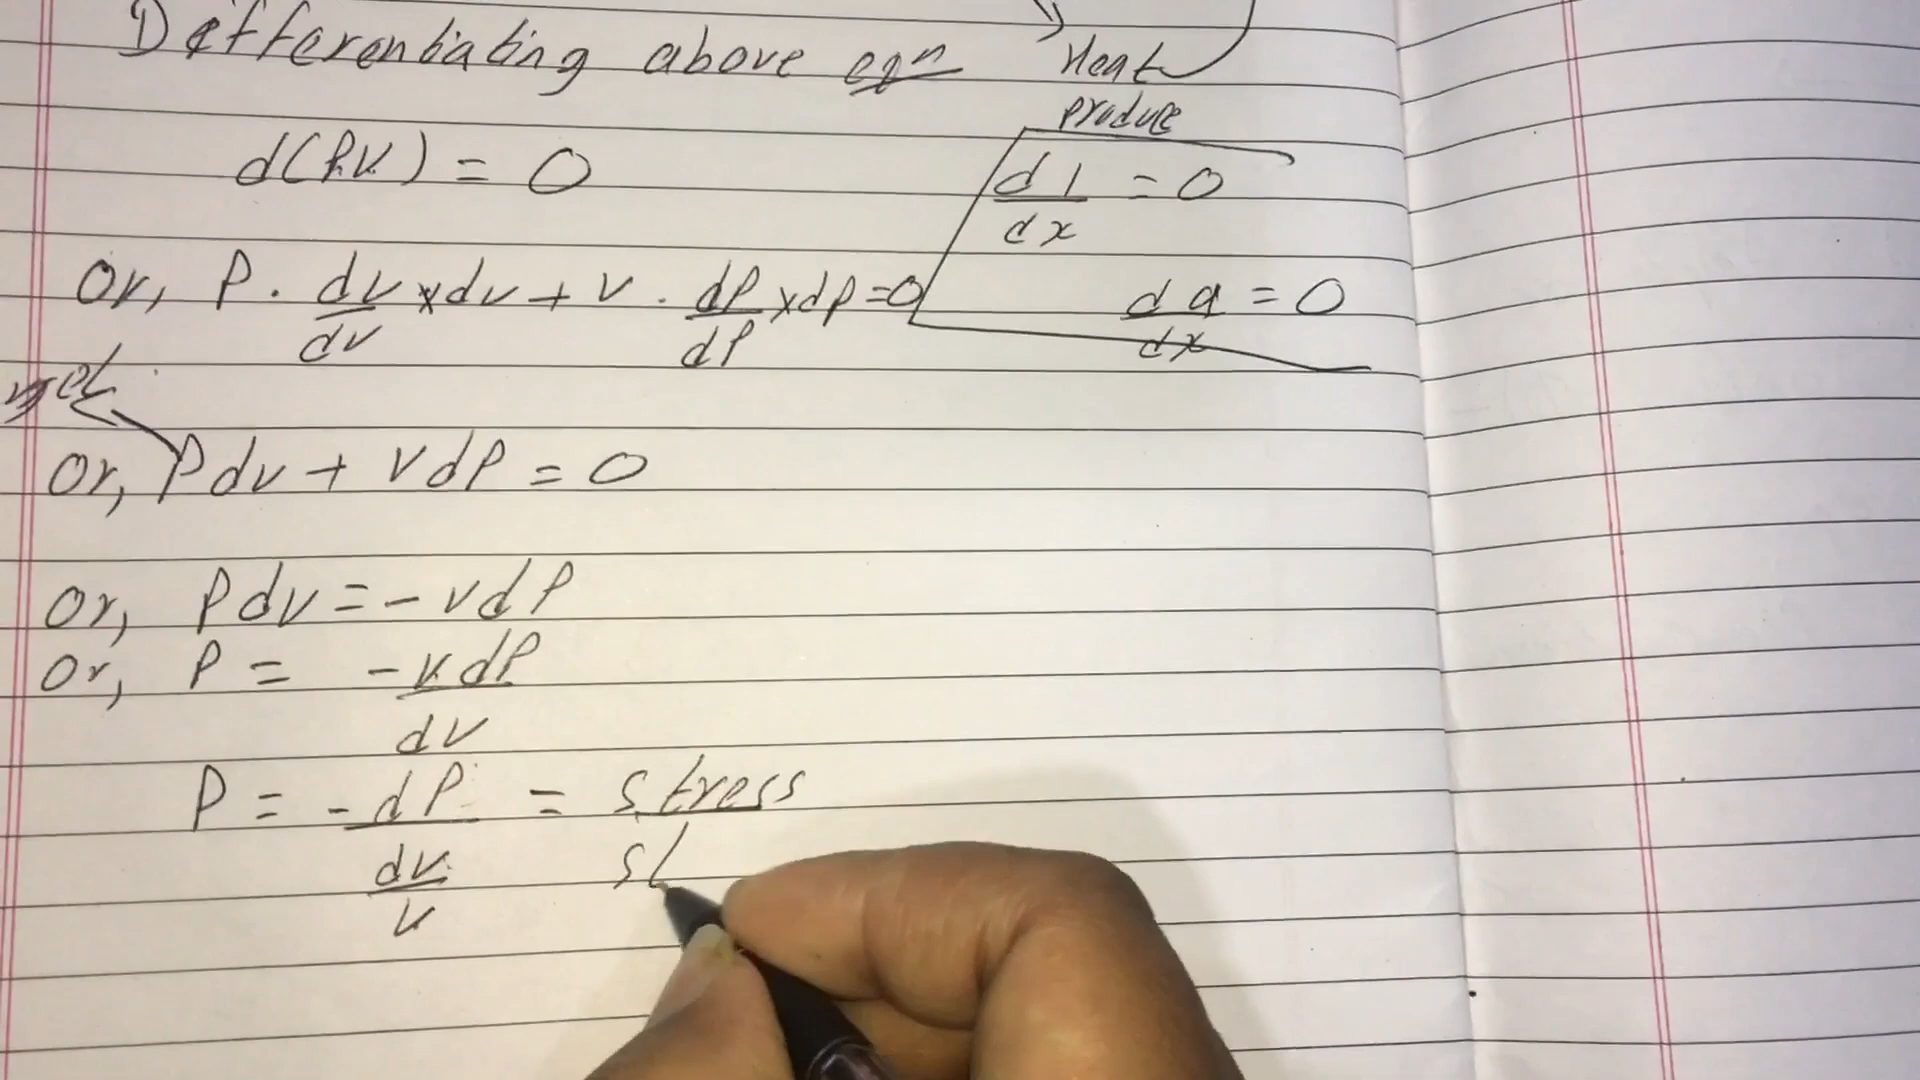 Differentiating above eqn
Heat
produce
d(P.V.) = 0
d1/dx = 0
Or, P . dv/dv x dv + v . dP/dP x dp = 0
da/dx = 0
Or, Pdv + VdP = 0
Or, Pdv = - vdP
Or, P = - vdP/dv
P = - dP/(dv/v) = stress